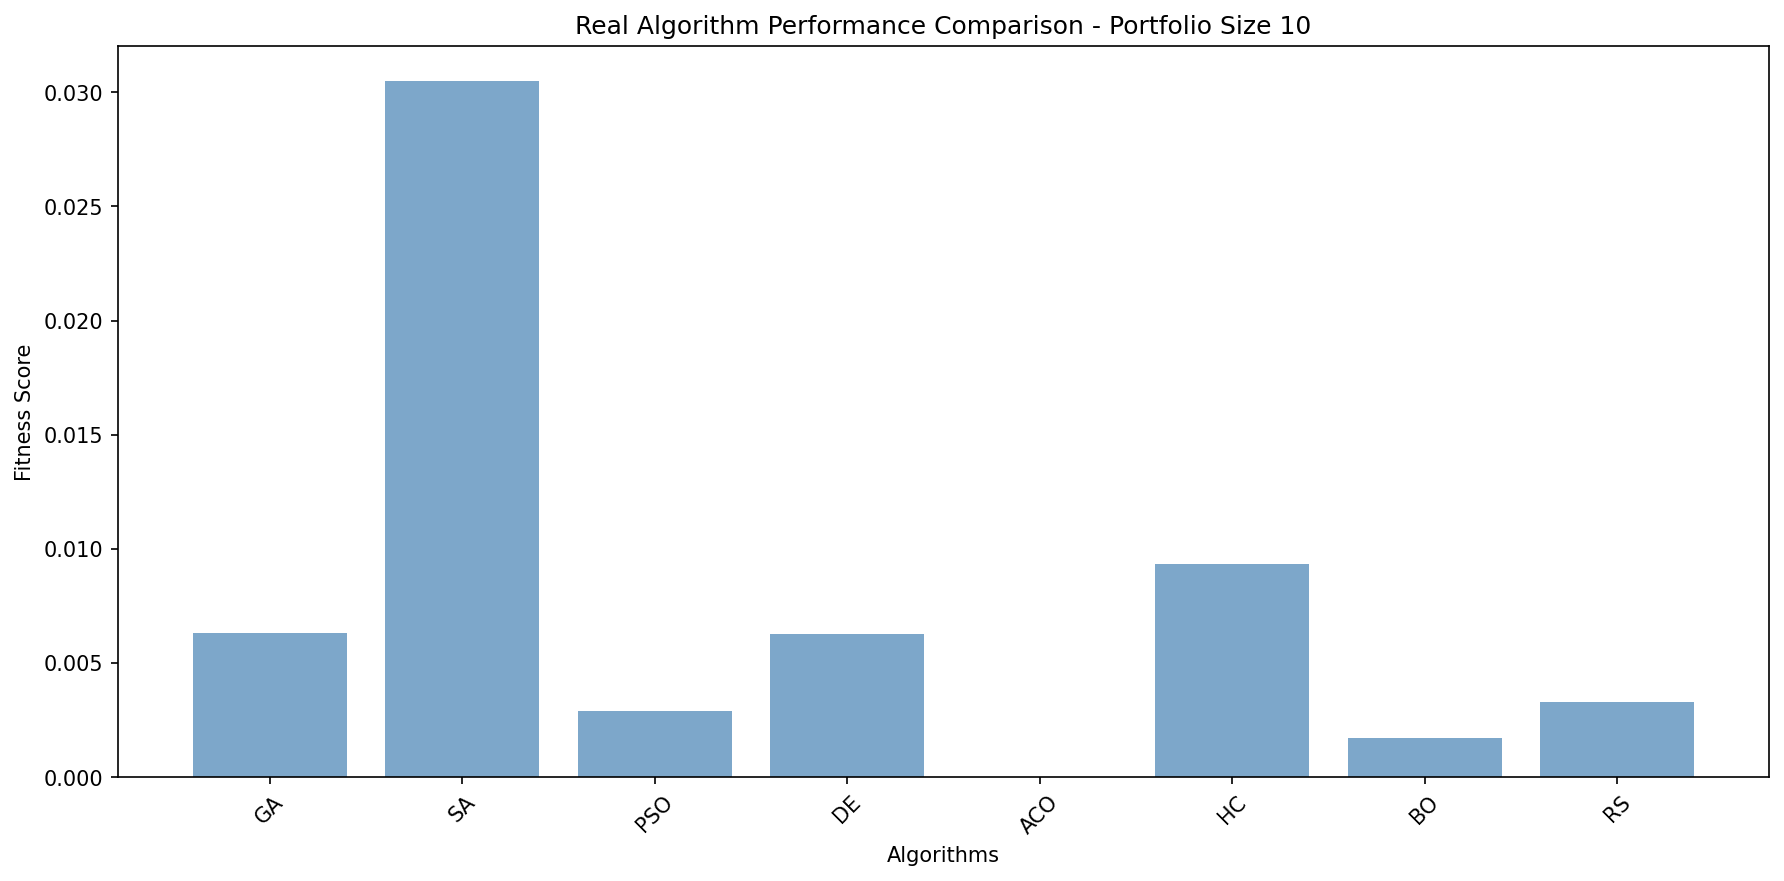 Real Algorithm Performance Comparison - Portfolio Size 10
Fitness Score
0.030
0.025
0.020
0.015
0.010
0.005
0.000
GA
SA
PSO
DE
ACO
HC
BO
RS
Algorithms